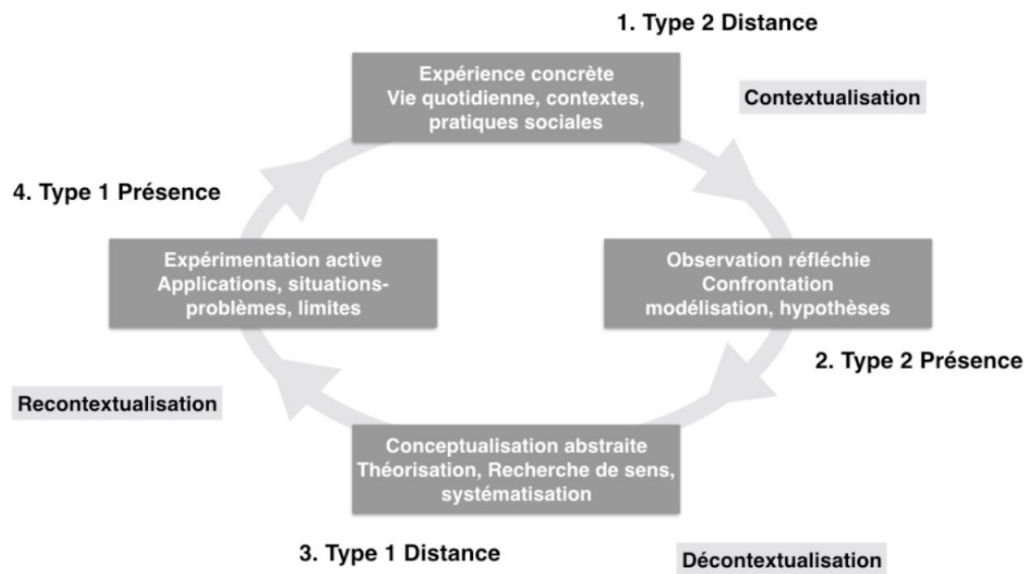 1. Type 2 Distance
Expérience concrète
Vie quotidienne, contextes,
pratiques sociales
Contextualisation
4. Type 1 Présence
Expérimentation active
Applications, situations-
problèmes, limites
Observation réfléchie
Confrontation
modélisation, hypothèses
2. Type 2 Présence
Recontextualisation
Conceptualisation abstraite
Théorisation, Recherche de sens,
systématisation
3. Type 1 Distance
Décontextualisation